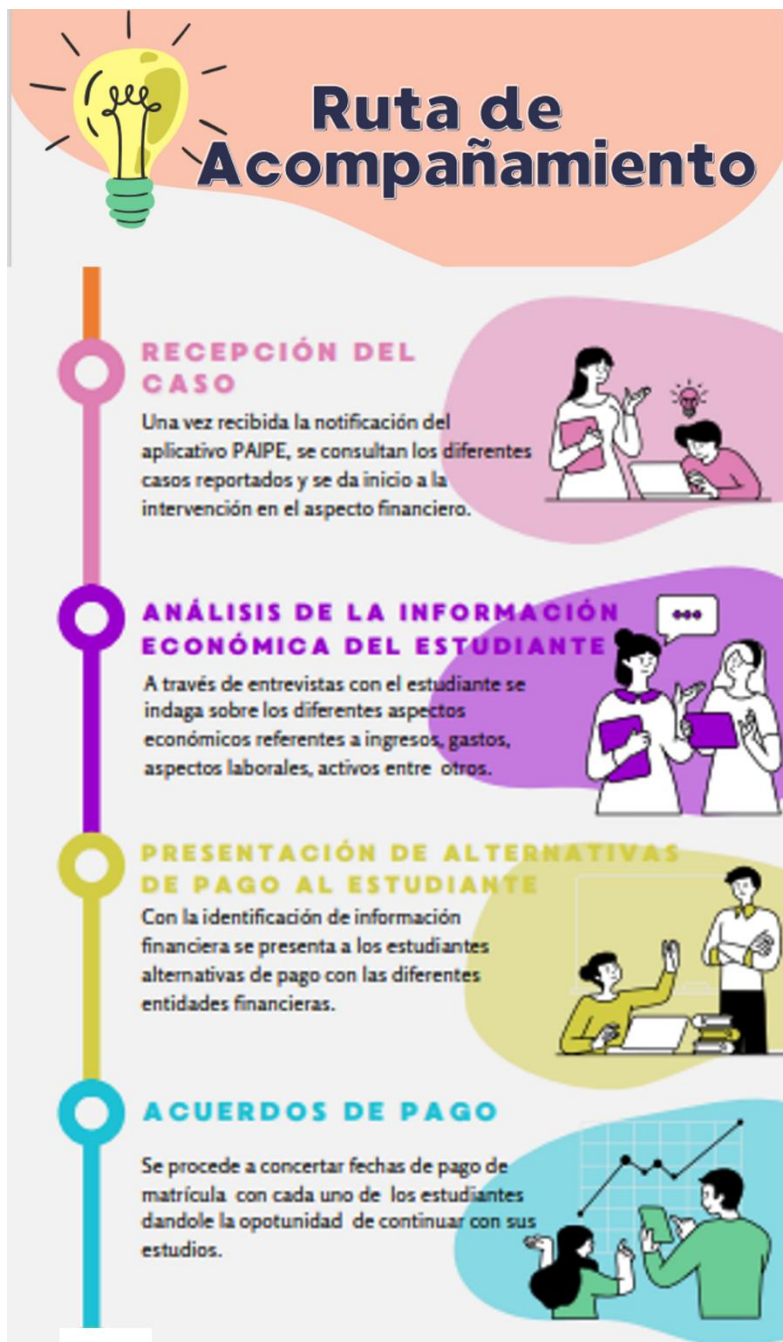 Ruta de
Acompañamiento
RECEPCIÓN DEL
CASO
Una vez recibida la notificación del
aplicativo PAIPE, se consultan los diferentes
casos reportados y se da inicio a la
intervención en el aspecto financiero.
ANÁLISIS DE LA INFORMACIÓN
ECONÓMICA DEL ESTUDIANTE
A través de entrevistas con el estudiante se
indaga sobre los diferentes aspectos
económicos referentes a ingresos, gastos,
aspectos laborales, activos entre otros.
PRESENTACIÓN DE ALTERNATIVAS
DE PAGO AL ESTUDIANTE
Con la identificación de información
financiera se presenta a los estudiantes
alternativas de pago con las diferentes
entidades financieras.
ACUERDOS DE PAGO
Se procede a concertar fechas de pago de
matrícula con cada uno de los estudiantes
dandole la opotunidad de continuar con sus
estudios.